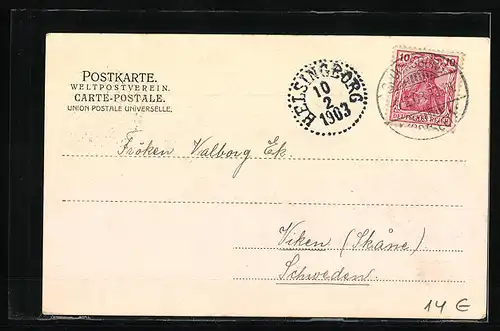 POSTKARTE.
WELTPOSTVEREIN.
CARTE-POSTALE.
UNION POSTALE UNIVERSELLE.
HELSINGBORG
10
2
1903
10 10
DEUTSCHES REICH
Fröken Valborg Ek
Viken (Skåne)
Schweden.
14 €